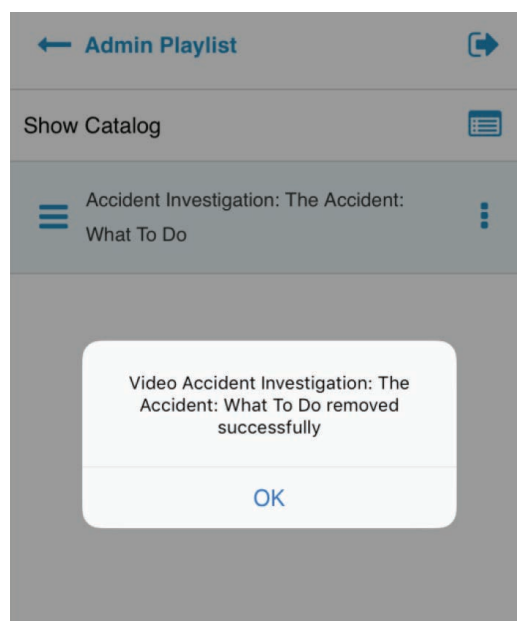 Admin Playlist
Show Catalog
Accident Investigation: The Accident:
What To Do
Video Accident Investigation: The
Accident: What To Do removed
successfully
OK